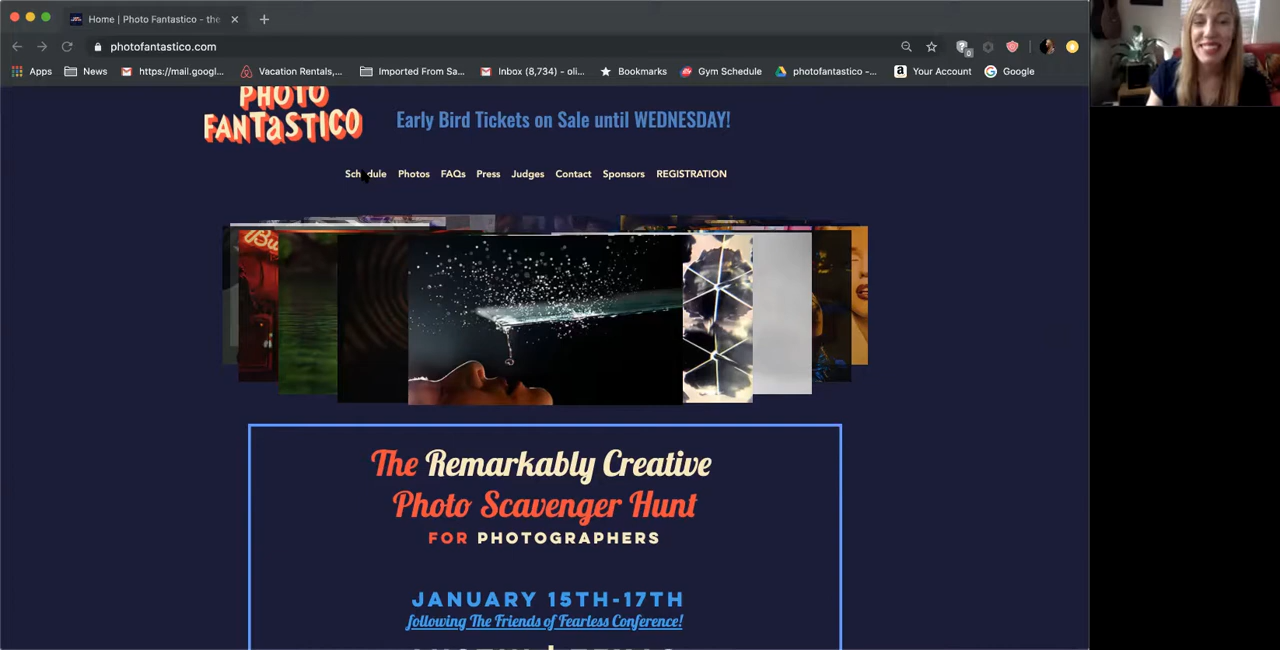 Home | Photo Fantastico - the
photofantastico.com
0
Apps News https://mail.googl... Vacation Rentals,... Imported From Sa... Inbox (8,734) – oli... Bookmarks Gym Schedule photofantastico -... Your Account Google
PHOTO
FANTaSTICO
Early Bird Tickets on Sale until WEDNESDAY!
Schedule Photos FAQs Press Judges Contact Sponsors REGISTRATION
The Remarkably Creative
Photo Scavenger Hunt
FOR PHOTOGRAPHERS
JANUARY 15TH-17TH
following The Friends of Fearless Conference!